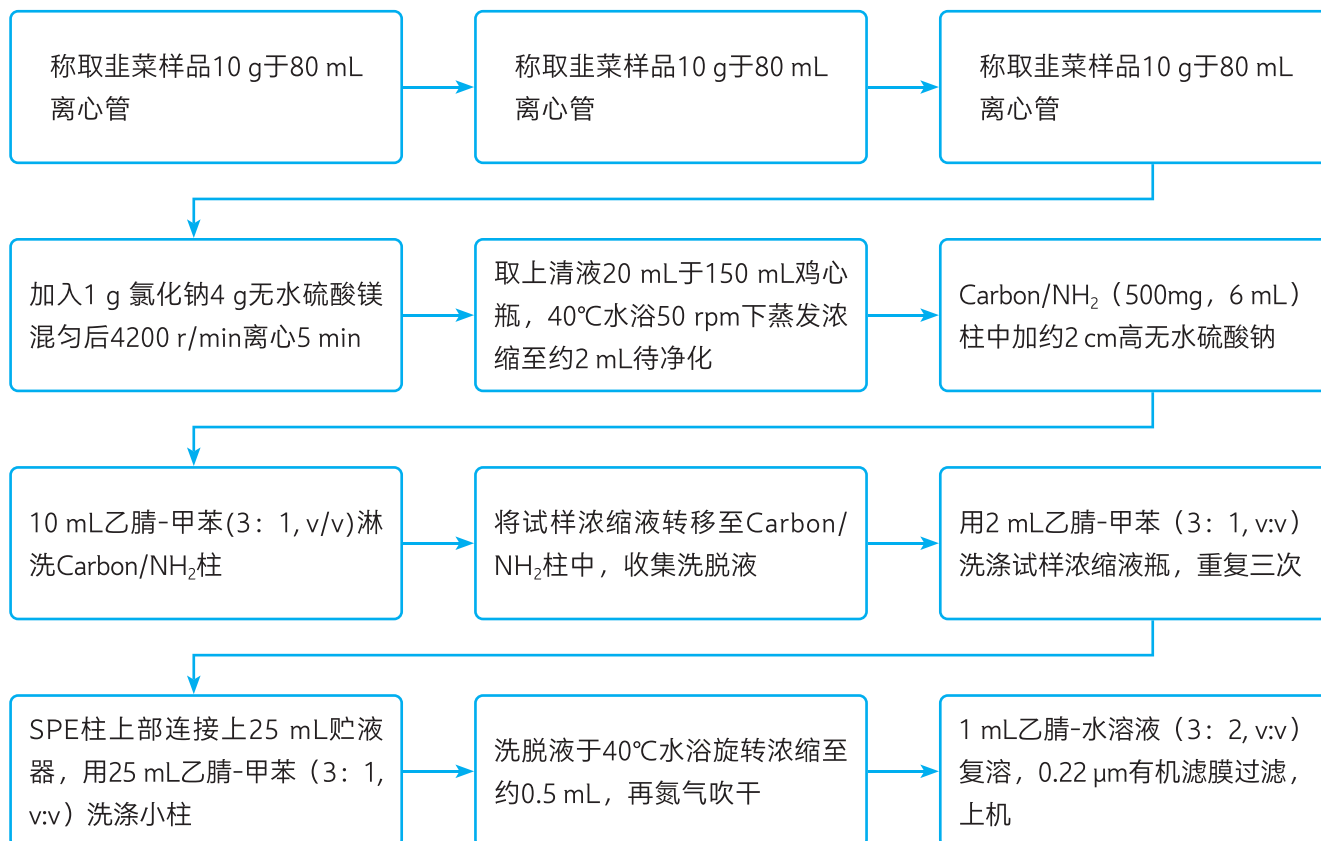 称取韭菜样品10 g于80 mL
离心管
称取韭菜样品10 g于80 mL
离心管
称取韭菜样品10 g于80 mL
离心管
加入1 g 氯化钠4 g无水硫酸镁
混匀后4200 r/min离心5 min
取上清液20 mL于150 mL鸡心
瓶，40℃水浴50 rpm下蒸发浓
缩至约2 mL待净化
Carbon/NH₂（500mg，6 mL）
柱中加约2 cm高无水硫酸钠
10 mL乙腈-甲苯(3：1, v/v)淋
洗Carbon/NH₂柱
将试样浓缩液转移至Carbon/
NH₂柱中，收集洗脱液
用2 mL乙腈-甲苯（3：1, v:v）
洗涤试样浓缩液瓶，重复三次
SPE柱上部连接上25 mL贮液
器，用25 mL乙腈-甲苯（3：1,
v:v）洗涤小柱
洗脱液于40℃水浴旋转浓缩至
约0.5 mL，再氮气吹干
1 mL乙腈-水溶液（3：2, v:v）
复溶，0.22 μm有机滤膜过滤，
上机